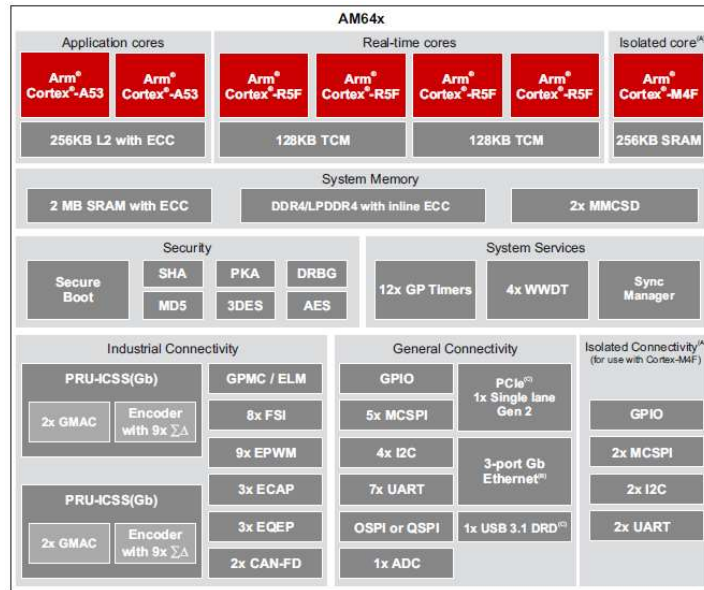 AM64x
Application cores
Arm®
Cortex®-A53
Arm®
Cortex®-A53
256KB L2 with ECC
Real-time cores
Arm®
Cortex®-R5F
Arm®
Cortex®-R5F
Arm®
Cortex®-R5F
Arm®
Cortex®-R5F
128KB TCM
128KB TCM
Isolated core(A)
Arm®
Cortex®-M4F
256KB SRAM
System Memory
2 MB SRAM with ECC
DDR4/LPDDR4 with inline ECC
2x MMCSD
Security
Secure
Boot
SHA
PKA
DRBG
MD5
3DES
AES
System Services
12x GP Timers
4x WWDT
Sync
Manager
Industrial Connectivity
PRU-ICSS(Gb)
2x GMAC
Encoder
with 9x ∑∆
PRU-ICSS(Gb)
2x GMAC
Encoder
with 9x ∑∆
GPMC / ELM
8x FSI
9x EPWM
3x ECAP
3x EQEP
2x CAN-FD
General Connectivity
GPIO
5x MCSPI
4x I2C
7x UART
OSPI or QSPI
1x ADC
PCIe(C)
1x Single lane
Gen 2
3-port Gb
Ethernet(B)
1x USB 3.1 DRD(C)
Isolated Connectivity(A)
(for use with Cortex-M4F)
GPIO
2x MCSPI
2x I2C
2x UART